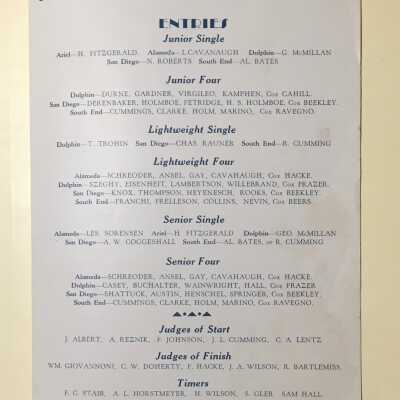 ENTRIES
Junior Single
Ariel—H. FITZGERALD Alameda—J. CAVANAUGH Dolphin—G. McMILLAN
San Diego—N. ROBERTS South End—AL. BATES
Junior Four
Dolphin—DURNE, GARDNER, VIRGILEO, KAMPHEN, Cox CAHILL.
San Diego—DERENBAKER, HOLMBOE, FETRIDGE, H. S. HOLMBOE, Cox BEEKLEY.
South End—CUMMINGS, CLARKE, HOLM, MARINO, Cox RAVEGNO.
Lightweight Single
Dolphin—T. TROHIN San Diego—CHAS. RAUNER South End—R. CUMMING
Lightweight Four
Alameda—SCHREODER, ANSEL, GAY, CAVAHAUGH, Cox HACKE.
Dolphin—SZEGHY, EISENHEIT, LAMBERTSON, WILLEBRAND, Cox FRAZER.
San Diego—KNOX, THOMPSON, HEYENESCH, ROOKS, Cox BEEKLEY.
South End—FRANCHI, FRELLESON, COLLINS, NEVIN, Cox BEERS.
Senior Single
Alameda—LES. SORENSEN Ariel—H. FITZGERALD Dolphin—GEO. McMILLAN
San Diego—A. W. COGGESHALL South End—AL. BATES, or R. CUMMING
Senior Four
Alameda—SCHREODER, ANSEL, GAY, CAVAHAUGH, Cox HACKE.
Dolphin—CASEY, BUCHALTER, WAINWRIGHT, HALL, Cox FRAZER
San Diego—SHATTUCK, AUSTIN, HENSCHEL, SPRINGER, Cox BEEKLEY.
South End—CUMMINGS, CLARKE, HOLM, MARINO, Cox RAVEGNO.
Judges of Start
J. ALBERT, A. REZNIK, F. JOHNSON, J. L. CUMMING, C. A. LENTZ
Judges of Finish
WM. GIOVANNONI, C. W. DOHERTY, F. HACKE, J. A. WILSON, R. BARTLEMISS.
Timers
F. C. STAIR, A. L. HORSTMEYER, H. WILSON, S. GLER, SAM HALL